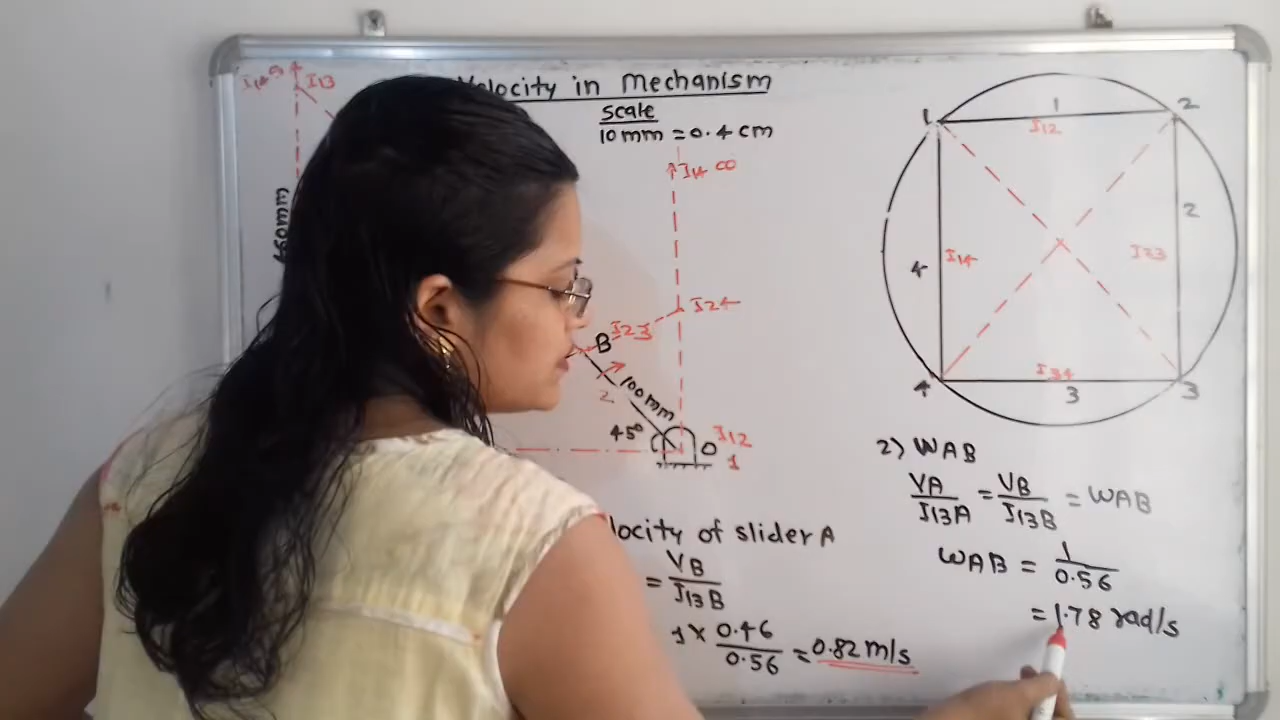 Velocity in Mechanism
Scale
10mm = 0.4 cm
I14 ∞
I13
I14 ∞
I24
B
I23
2
100mm
45°
O
I12
1
locity of slider A
= VB / I13B
1 × 0.46 / 0.56 = 0.82 m/s
1
1
2
I12
4
I14
I23
2
I34
4
3
3
2) WAB
VA / I13A = VB / I13B = WAB
WAB = 1 / 0.56
= 1.78 rad/s